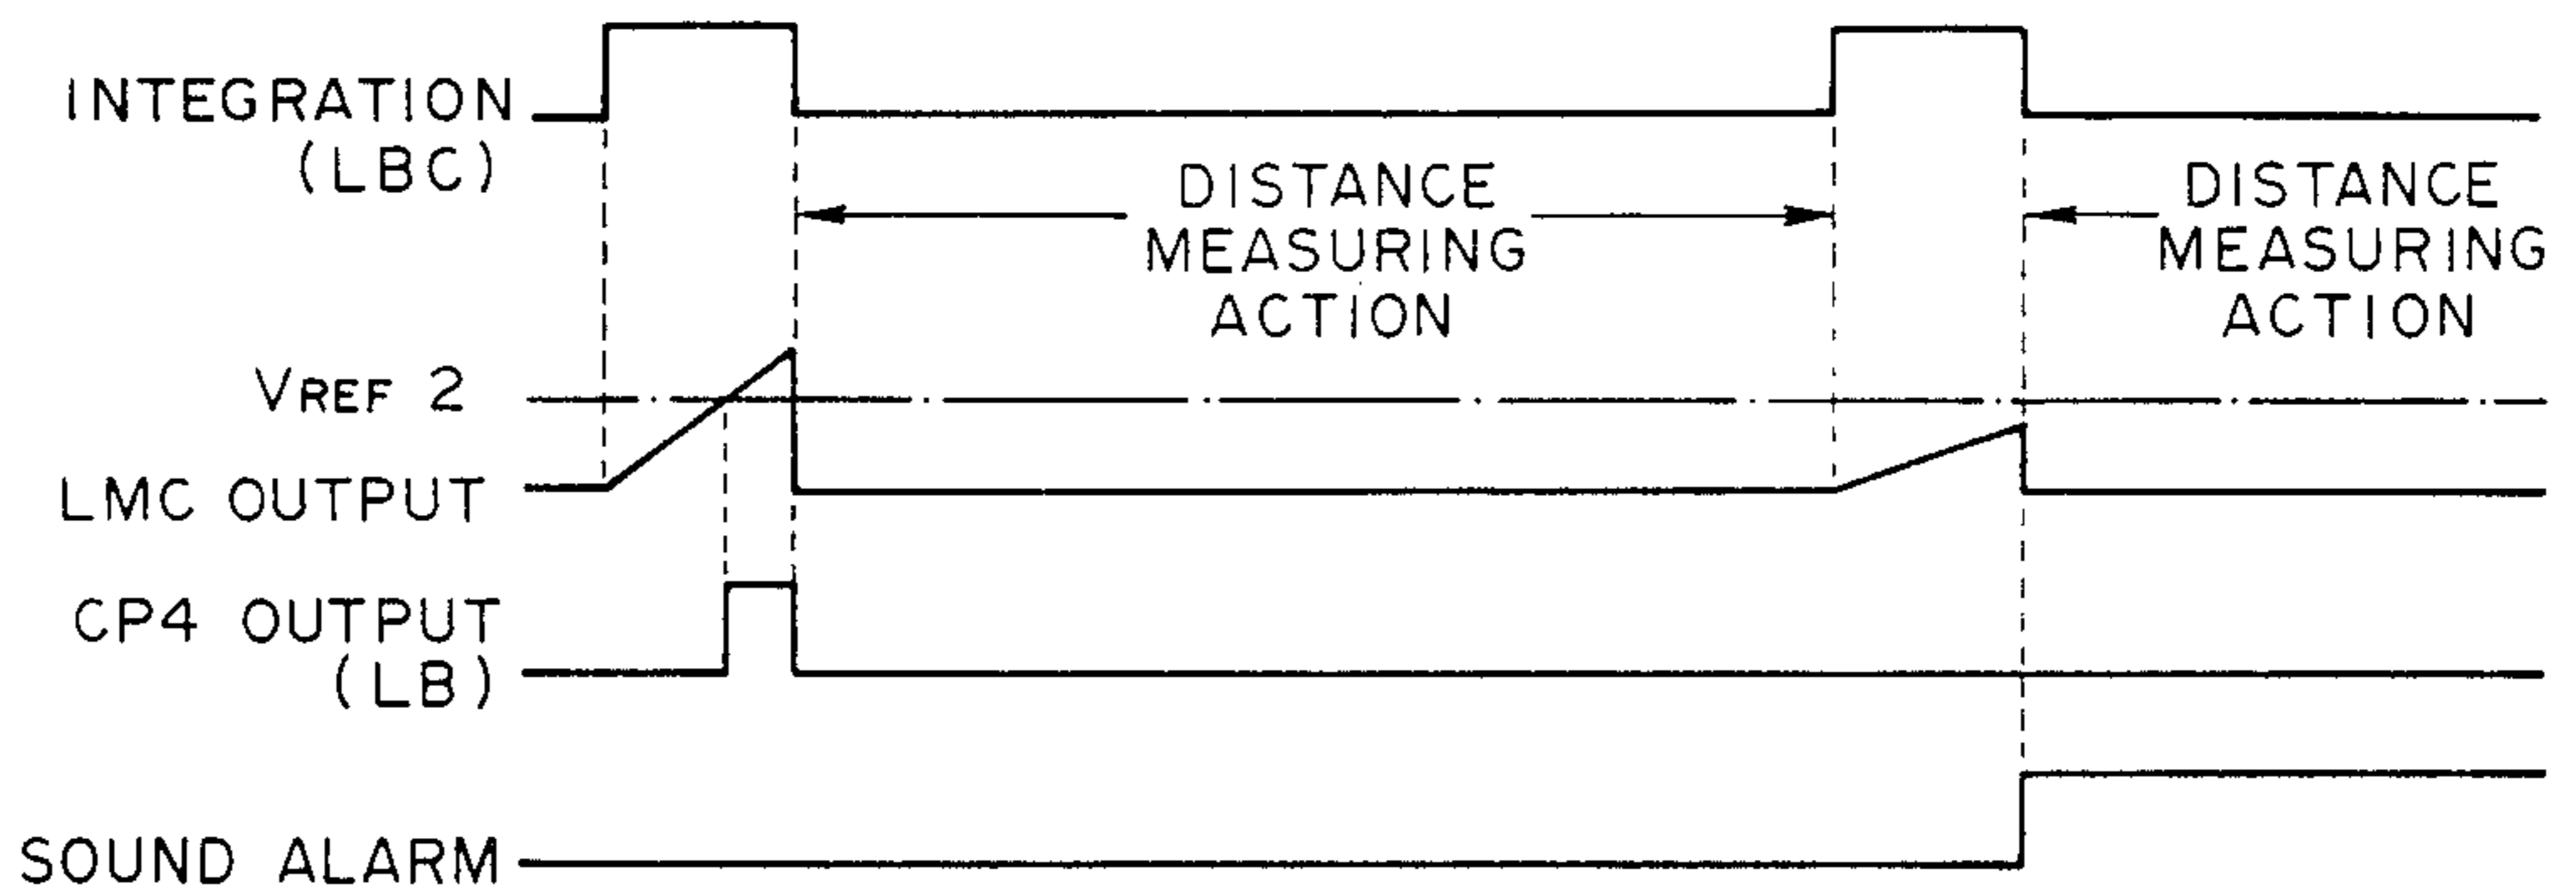 INTEGRATION
(LBC)
DISTANCE
MEASURING
ACTION
DISTANCE
MEASURING
ACTION
VREF 2
LMC OUTPUT
CP4 OUTPUT
(LB)
SOUND ALARM